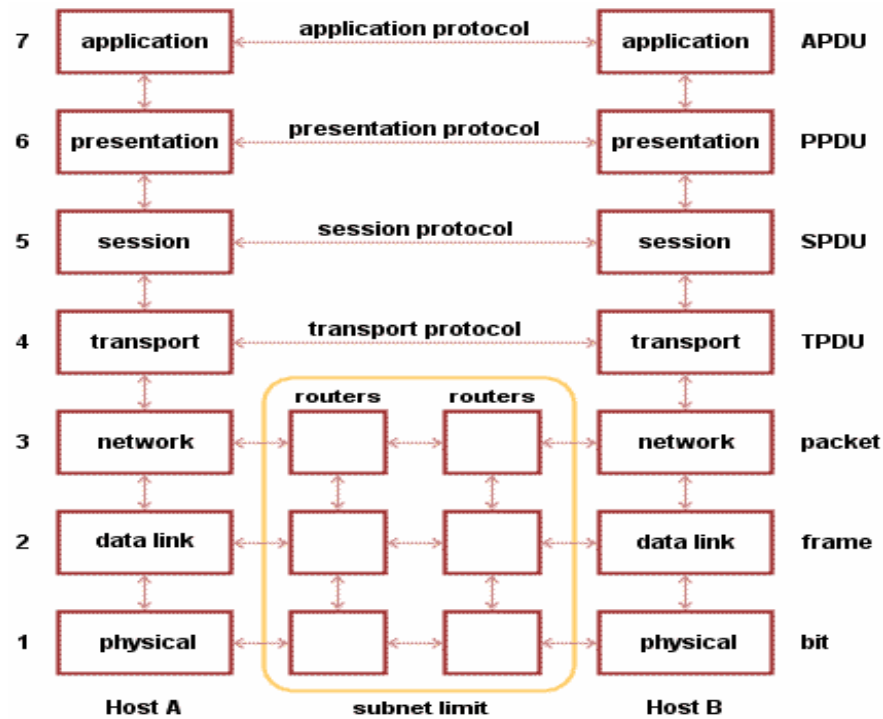 7 application application protocol application APDU
6 presentation presentation protocol presentation PPDU
5 session session protocol session SPDU
4 transport transport protocol transport TPDU
routers routers
3 network network packet
2 data link data link frame
1 physical physical bit
Host A subnet limit Host B